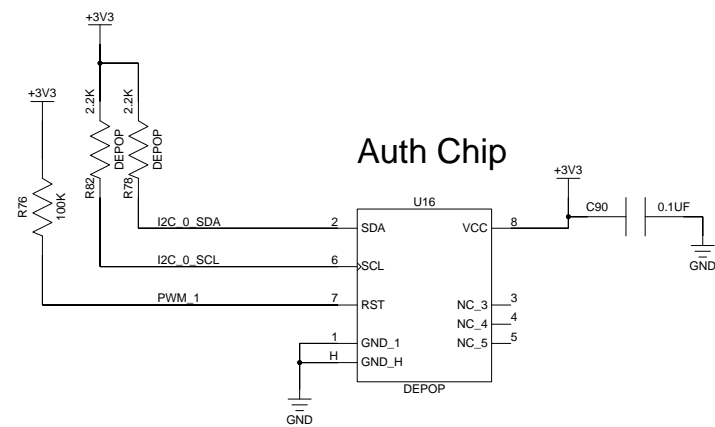 +3V3
+3V3
2.2K
2.2K
DEPOP
DEPOP
R82
R78
R76
100K
Auth Chip
+3V3
U16
C90
0.1UF
GND
I2C_0_SDA
2
SDA
VCC
8
I2C_0_SCL
6
SCL
PWM_1
7
RST
NC_3
3
NC_4
4
NC_5
5
1
GND_1
H
GND_H
DEPOP
GND